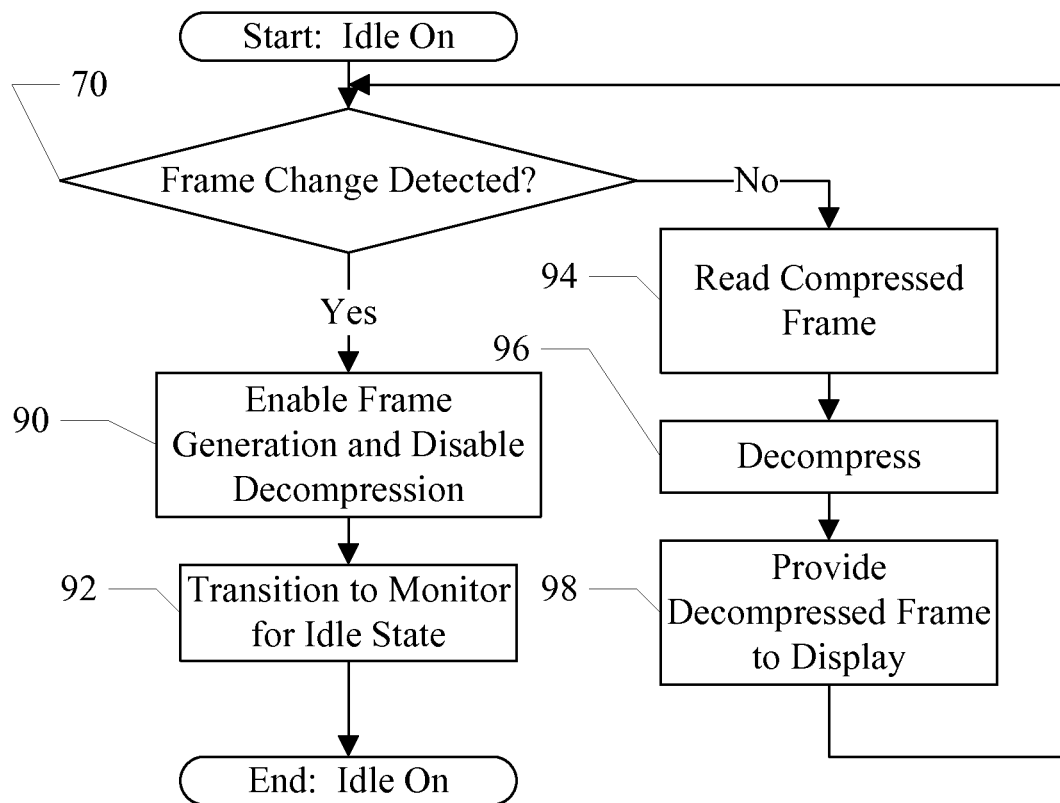 Start: Idle On
70
Frame Change Detected?
No
Yes
94
Read Compressed
Frame
96
90
Enable Frame
Generation and Disable
Decompression
Decompress
92
Transition to Monitor
for Idle State
98
Provide
Decompressed Frame
to Display
End: Idle On